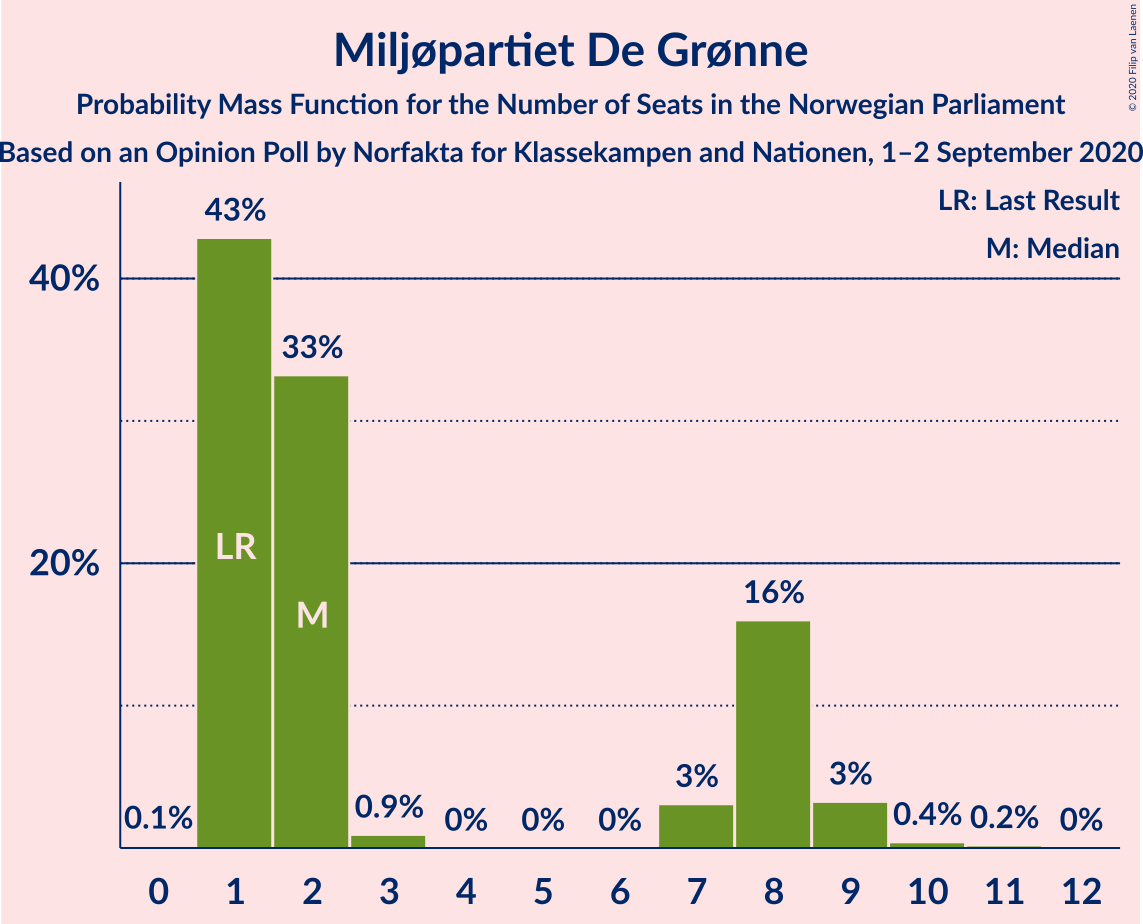 Miljøpartiet De Grønne
Probability Mass Function for the Number of Seats in the Norwegian Parliament
Based on an Opinion Poll by Norfakta for Klassekampen and Nationen, 1–2 September 2020
© 2020 Filip van Laenen
LR: Last Result
M: Median
43%
40%
33%
LR
20%
16%
M
3%
3%
0.1%
0.9%
0%
0%
0%
0.4%
0.2%
0%
0 1 2 3 4 5 6 7 8 9 10 11 12